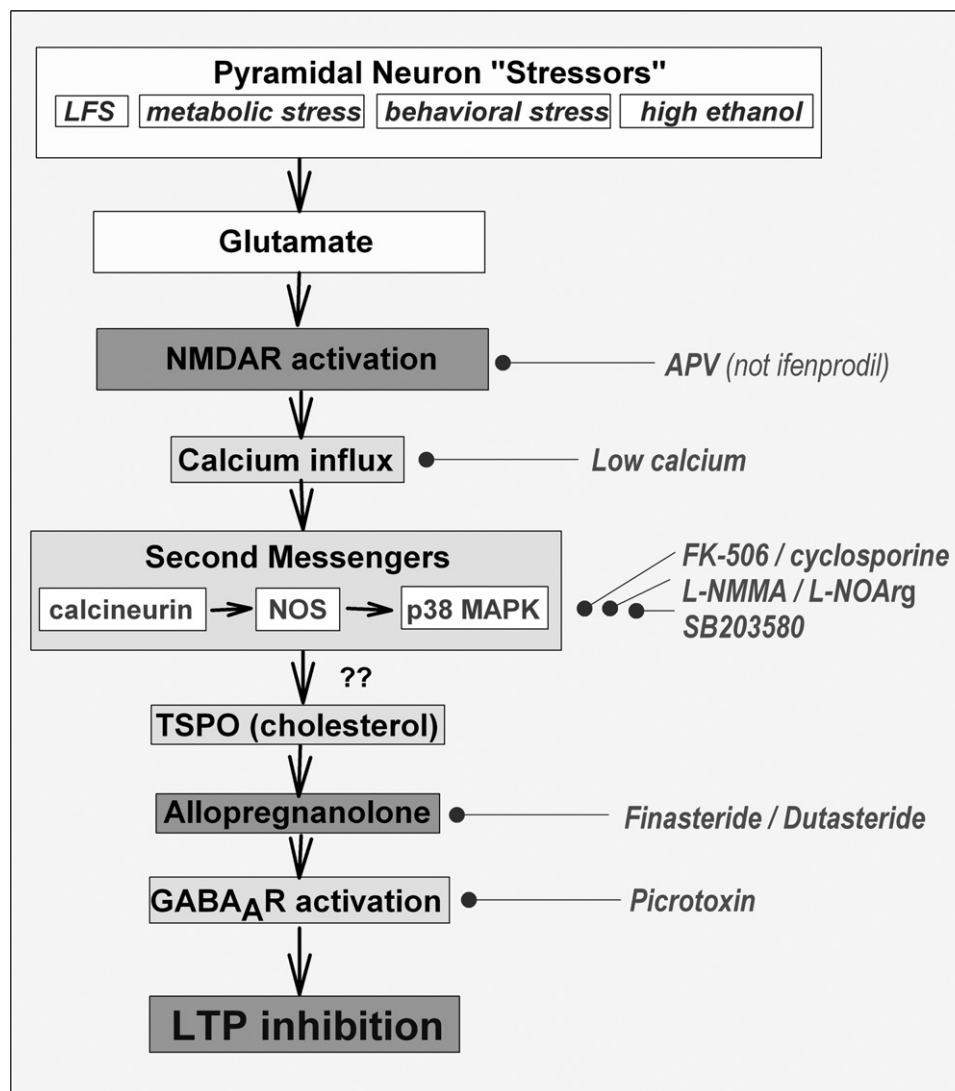 Pyramidal Neuron "Stressors"
LFS metabolic stress behavioral stress high ethanol
Glutamate
NMDAR activation
APV (not ifenprodil)
Calcium influx
Low calcium
Second Messengers
calcineurin NOS p38 MAPK
FK-506 / cyclosporine
L-NMMA / L-NOArg
SB203580
??
TSPO (cholesterol)
Allopregnanolone
Finasteride / Dutasteride
GABAAR activation
Picrotoxin
LTP inhibition